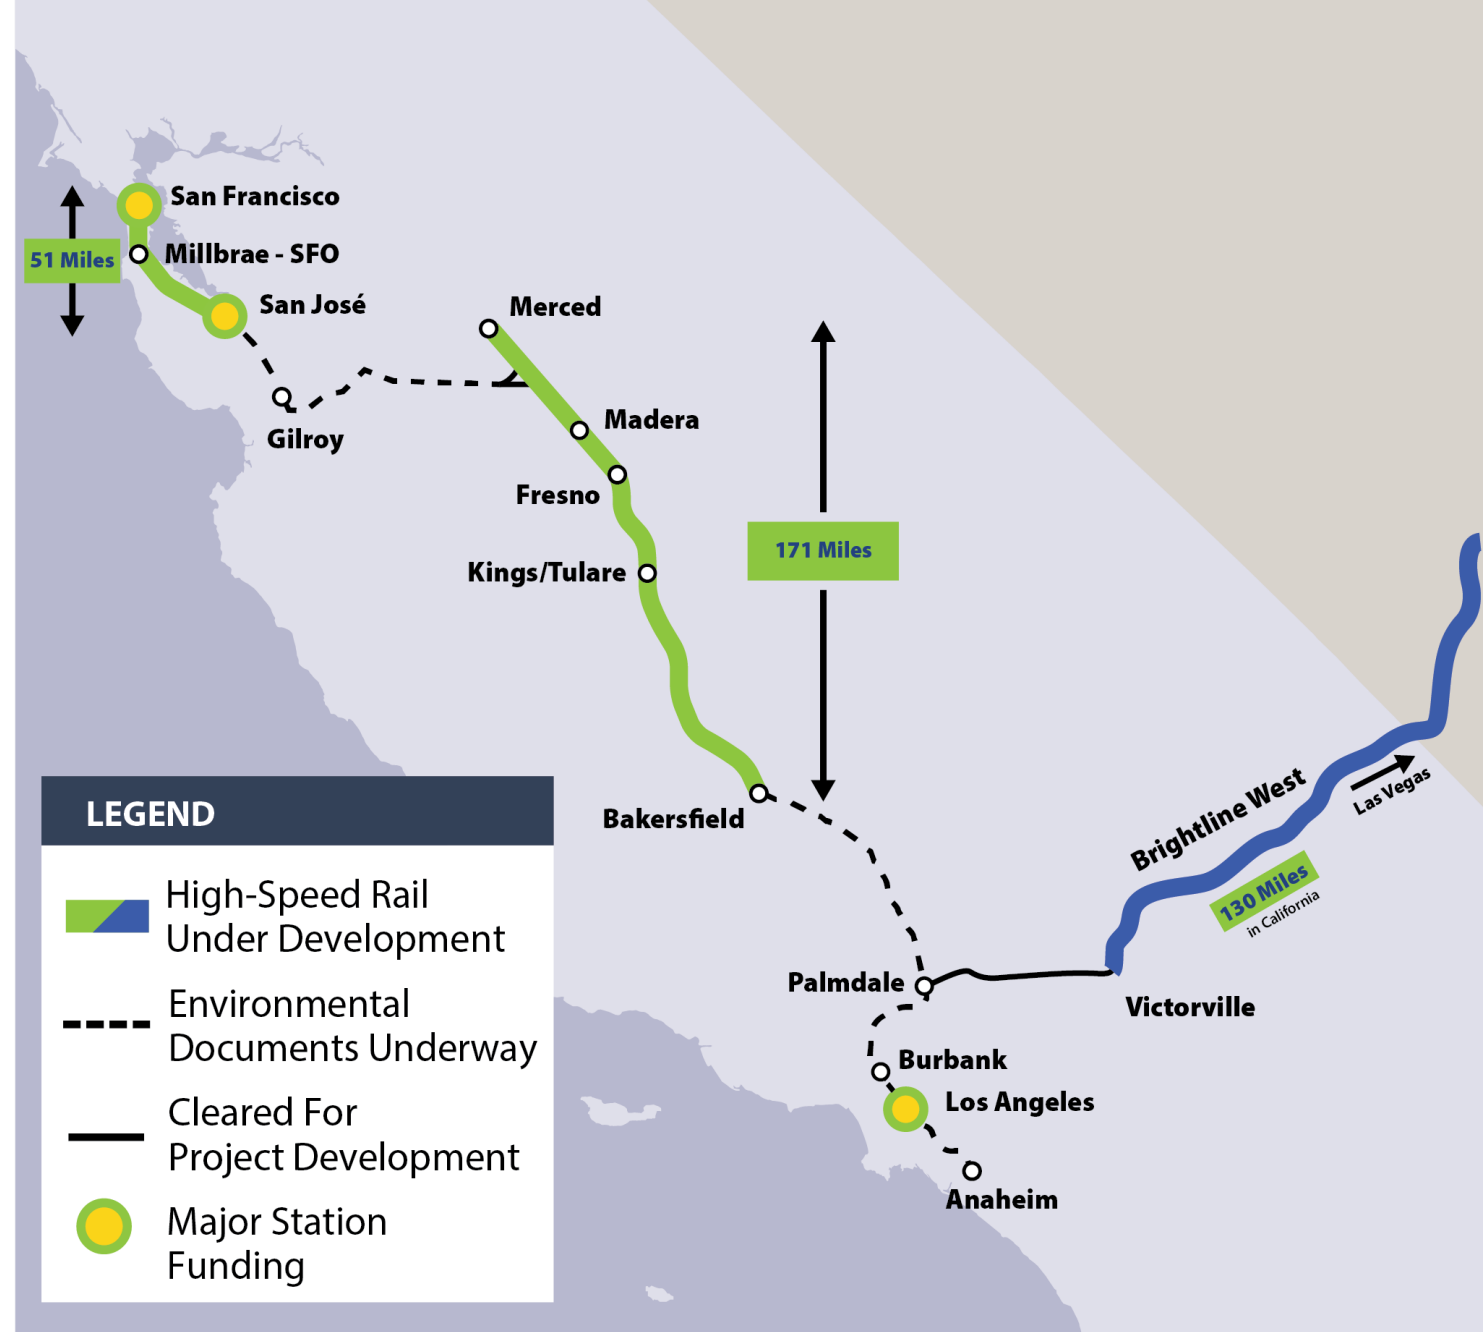 San Francisco
51 Miles
Millbrae - SFO
San José
Merced
Gilroy
Madera
Fresno
171 Miles
Kings/Tulare
Bakersfield
Brightline West
Las Vegas
130 Miles
in California
Palmdale
Victorville
Burbank
Los Angeles
Anaheim
LEGEND
High-Speed Rail
Under Development
Environmental
Documents Underway
Cleared For
Project Development
Major Station
Funding